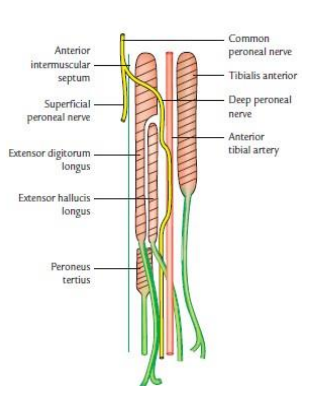 Common
peroneal nerve
Anterior
intermuscular
septum
Tibialis anterior
Superficial
peroneal nerve
Deep peroneal
nerve
Anterior
tibial artery
Extensor digitorum
longus
Extensor hallucis
longus
Peroneus
tertius